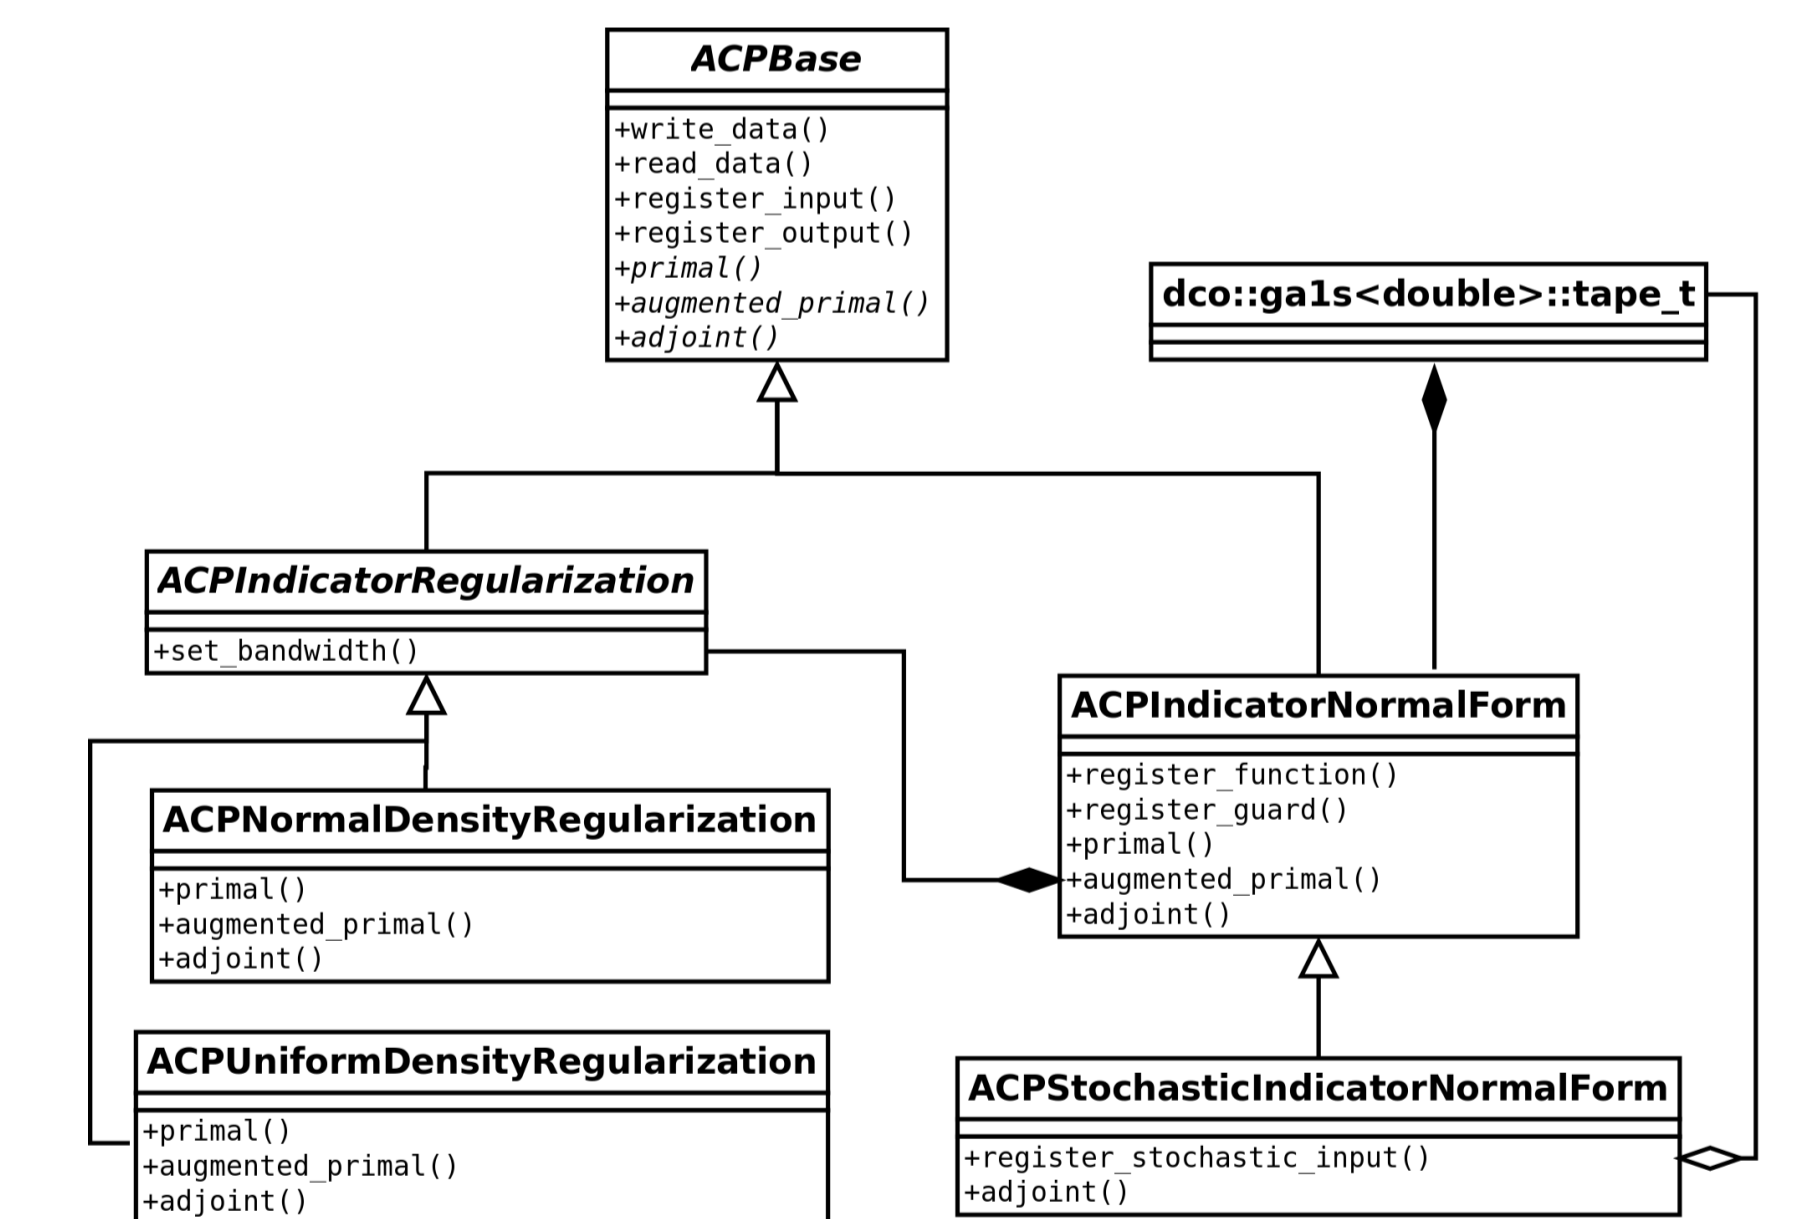 ACPBase
+write_data()
+read_data()
+register_input()
+register_output()
+primal()
+augmented_primal()
+adjoint()
dco::ga1s<double>::tape_t
ACPIndicatorRegularization
+set_bandwidth()
ACPIndicatorNormalForm
+register_function()
+register_guard()
+primal()
+augmented_primal()
+adjoint()
ACPNormalDensityRegularization
+primal()
+augmented_primal()
+adjoint()
ACPUniformDensityRegularization
+primal()
+augmented_primal()
+adjoint()
ACPStochasticIndicatorNormalForm
+register_stochastic_input()
+adjoint()